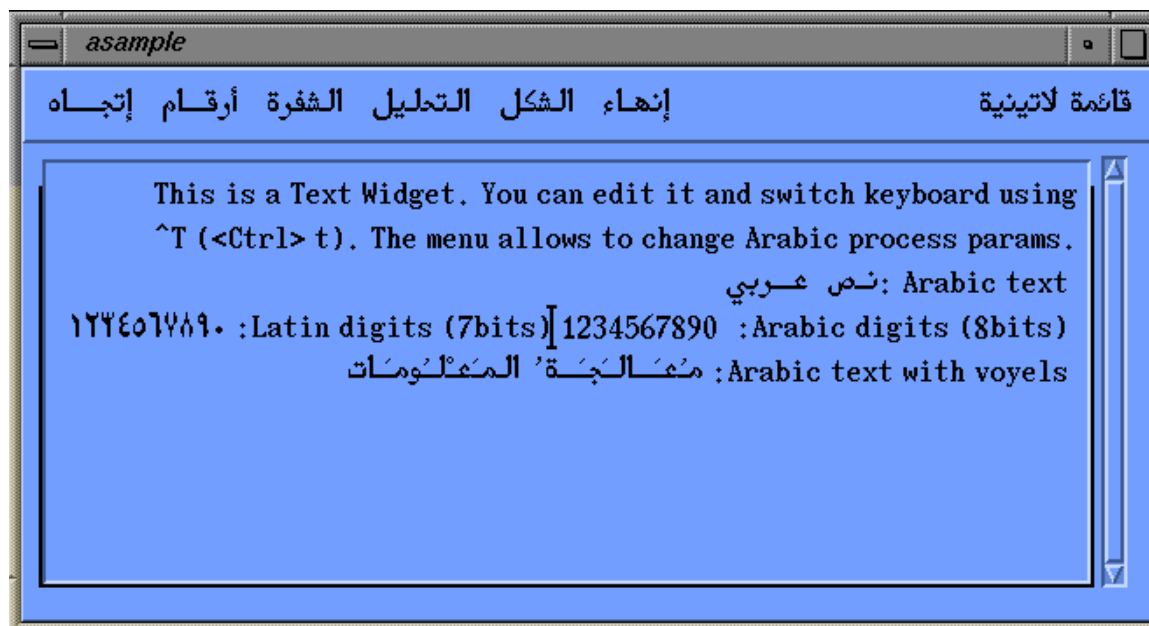 asample
قائمة لاتينية إنهاء الشكل التحليل الشفرة أرقام إتجاه
This is a Text Widget. You can edit it and switch keyboard using
^T (<Ctrl> t). The menu allows to change Arabic process params.
Arabic text: نص عربي
Arabic digits (8bits): 1234567890 Latin digits (7bits): ١٢٣٤٥٦٧٨٩٠
Arabic text with voyels: مُعَالَجَةُ المَعْلُومَات